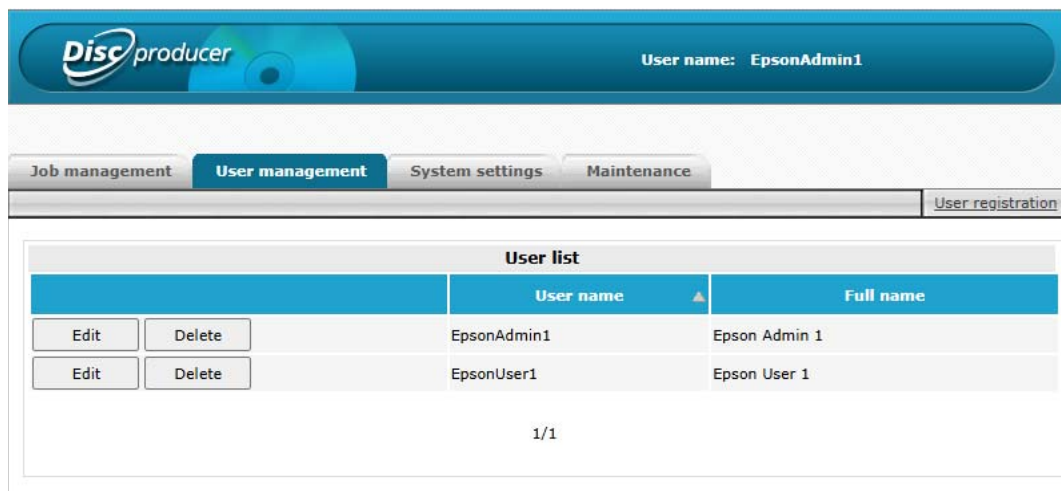 Disc producer
User name: EpsonAdmin1
Job management User management System settings Maintenance
User registration
User list
User name Full name
Edit Delete EpsonAdmin1 Epson Admin 1
Edit Delete EpsonUser1 Epson User 1
1/1